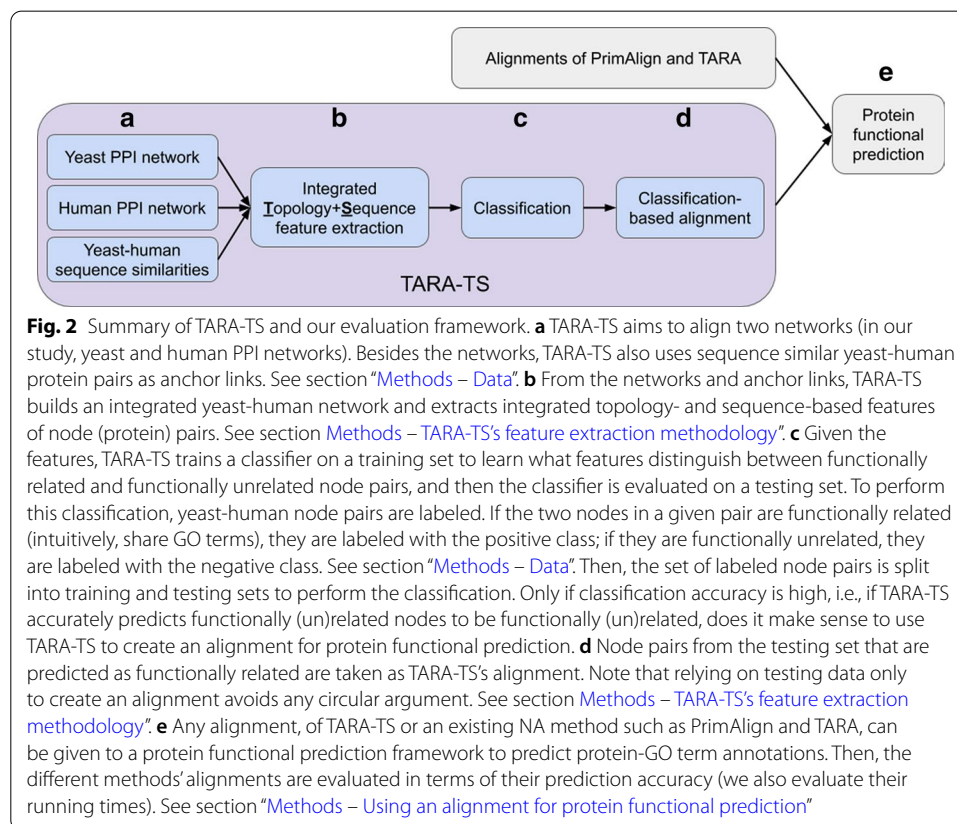 Alignments of PrimAlign and TARA
e
a
b
c
d
Yeast PPI network
Human PPI network
Yeast-human
sequence similarities
Integrated
Topology+Sequence
feature extraction
Classification
Classification-
based alignment
Protein
functional
prediction
TARA-TS
Fig. 2 Summary of TARA-TS and our evaluation framework. a TARA-TS aims to align two networks (in our
study, yeast and human PPI networks). Besides the networks, TARA-TS also uses sequence similar yeast-human
protein pairs as anchor links. See section "Methods – Data". b From the networks and anchor links, TARA-TS
builds an integrated yeast-human network and extracts integrated topology- and sequence-based features
of node (protein) pairs. See section Methods – TARA-TS's feature extraction methodology". c Given the
features, TARA-TS trains a classifier on a training set to learn what features distinguish between functionally
related and functionally unrelated node pairs, and then the classifier is evaluated on a testing set. To perform
this classification, yeast-human node pairs are labeled. If the two nodes in a given pair are functionally related
(intuitively, share GO terms), they are labeled with the positive class; if they are functionally unrelated, they
are labeled with the negative class. See section "Methods – Data". Then, the set of labeled node pairs is split
into training and testing sets to perform the classification. Only if classification accuracy is high, i.e., if TARA-TS
accurately predicts functionally (un)related nodes to be functionally (un)related, does it make sense to use
TARA-TS to create an alignment for protein functional prediction. d Node pairs from the testing set that are
predicted as functionally related are taken as TARA-TS's alignment. Note that relying on testing data only
to create an alignment avoids any circular argument. See section Methods – TARA-TS's feature extraction
methodology". e Any alignment, of TARA-TS or an existing NA method such as PrimAlign and TARA, can
be given to a protein functional prediction framework to predict protein-GO term annotations. Then, the
different methods' alignments are evaluated in terms of their prediction accuracy (we also evaluate their
running times). See section "Methods – Using an alignment for protein functional prediction"